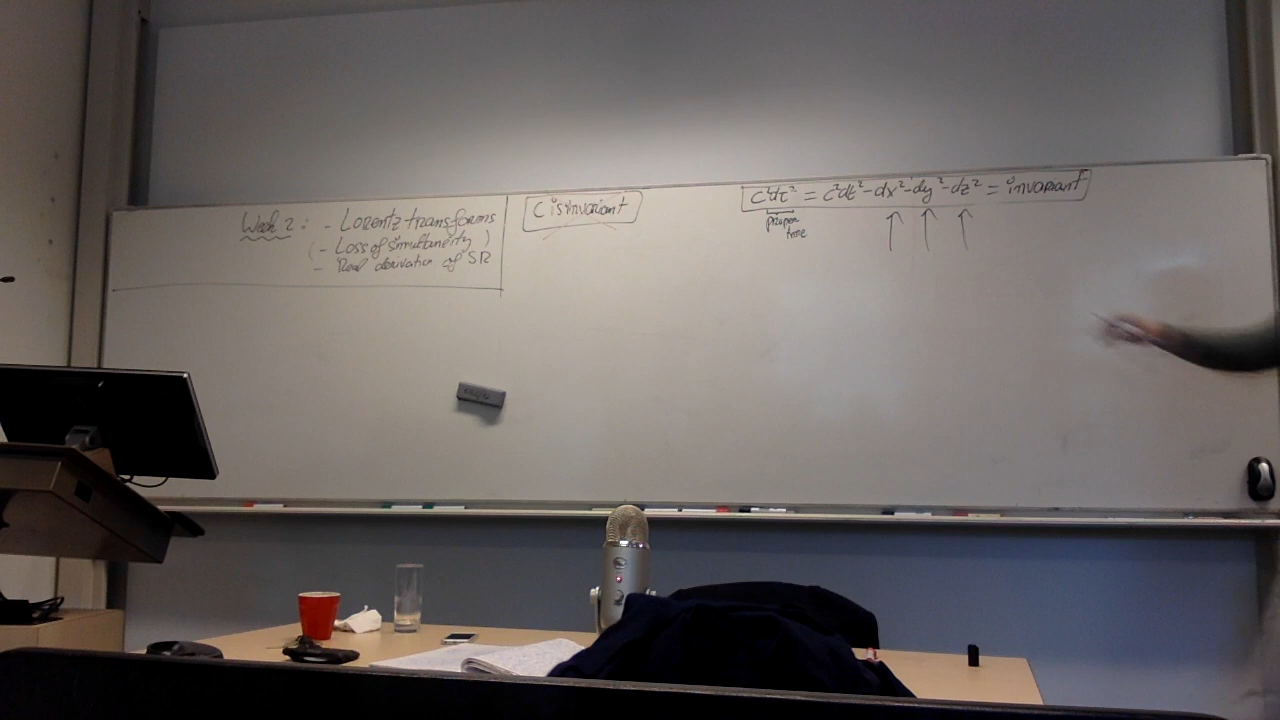 Week 2: - Lorentz transforms
( - Loss of simultaneity )
- Real derivation of SR
C is invariant
c²dτ² = c²dt² - dx² - dy² - dz² = invariant
proper
time